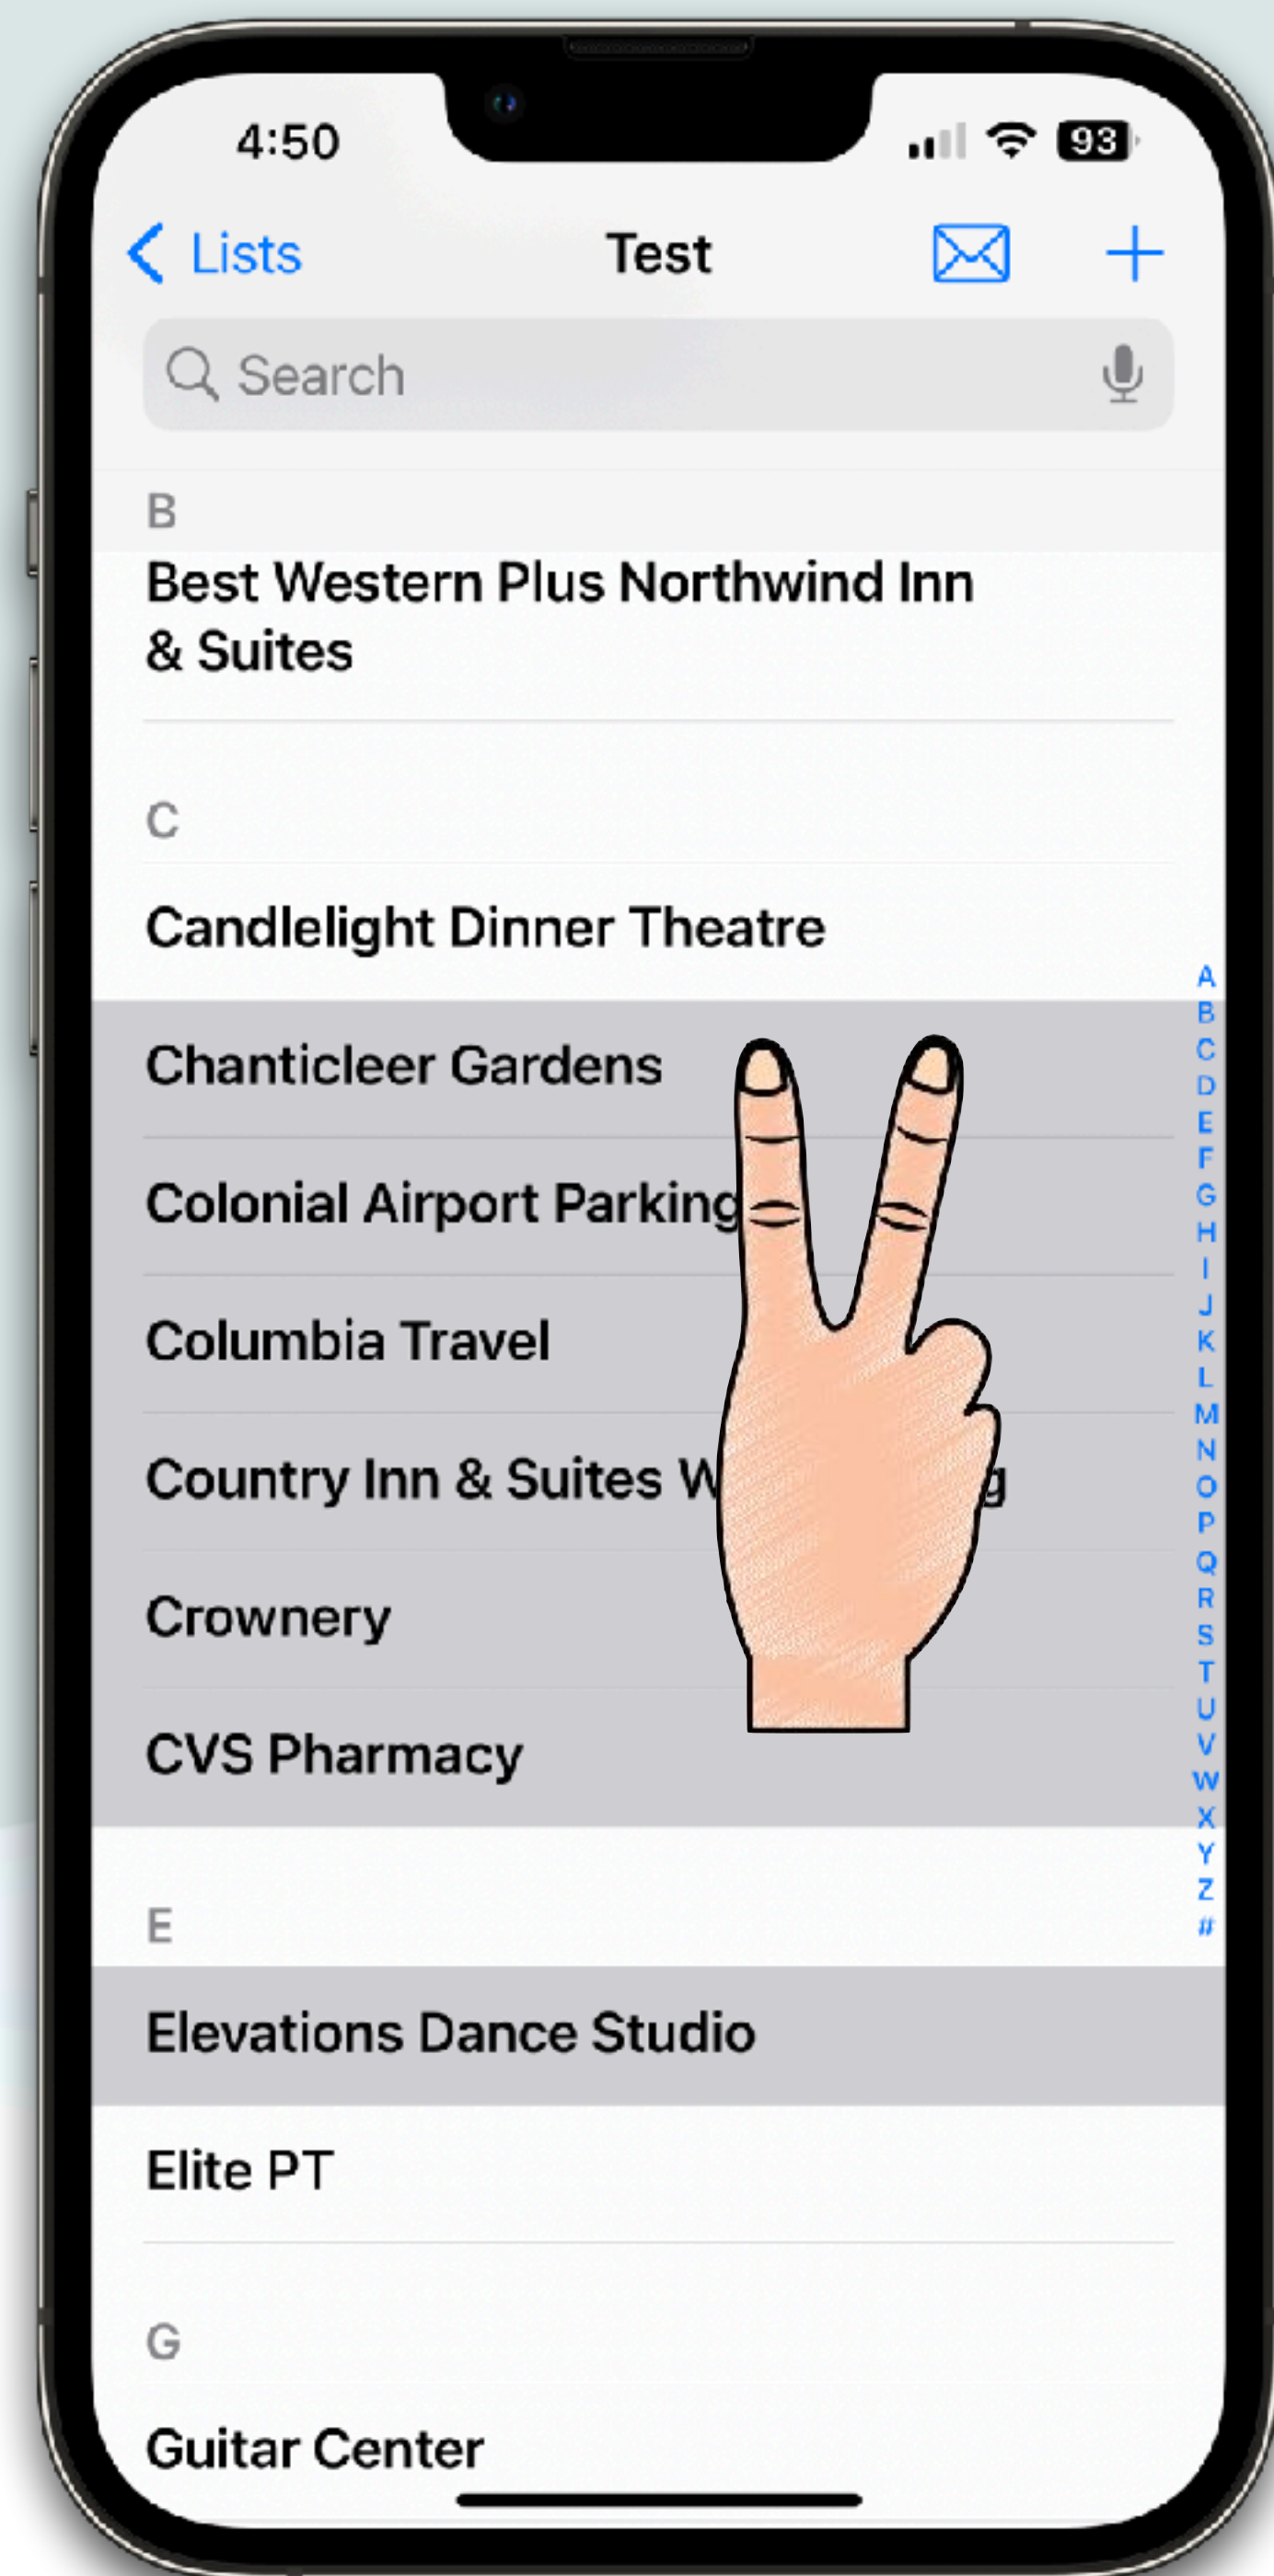 4:50
93
Lists
Test
Search
B
Best Western Plus Northwind Inn
& Suites
C
Candlelight Dinner Theatre
Chanticleer Gardens
Colonial Airport Parking
Columbia Travel
Country Inn & Suites
Crownery
CVS Pharmacy
E
Elevations Dance Studio
Elite PT
G
Guitar Center
A
B
C
D
E
F
G
H
I
J
K
L
M
N
O
P
Q
R
S
T
U
V
W
X
Y
Z
#